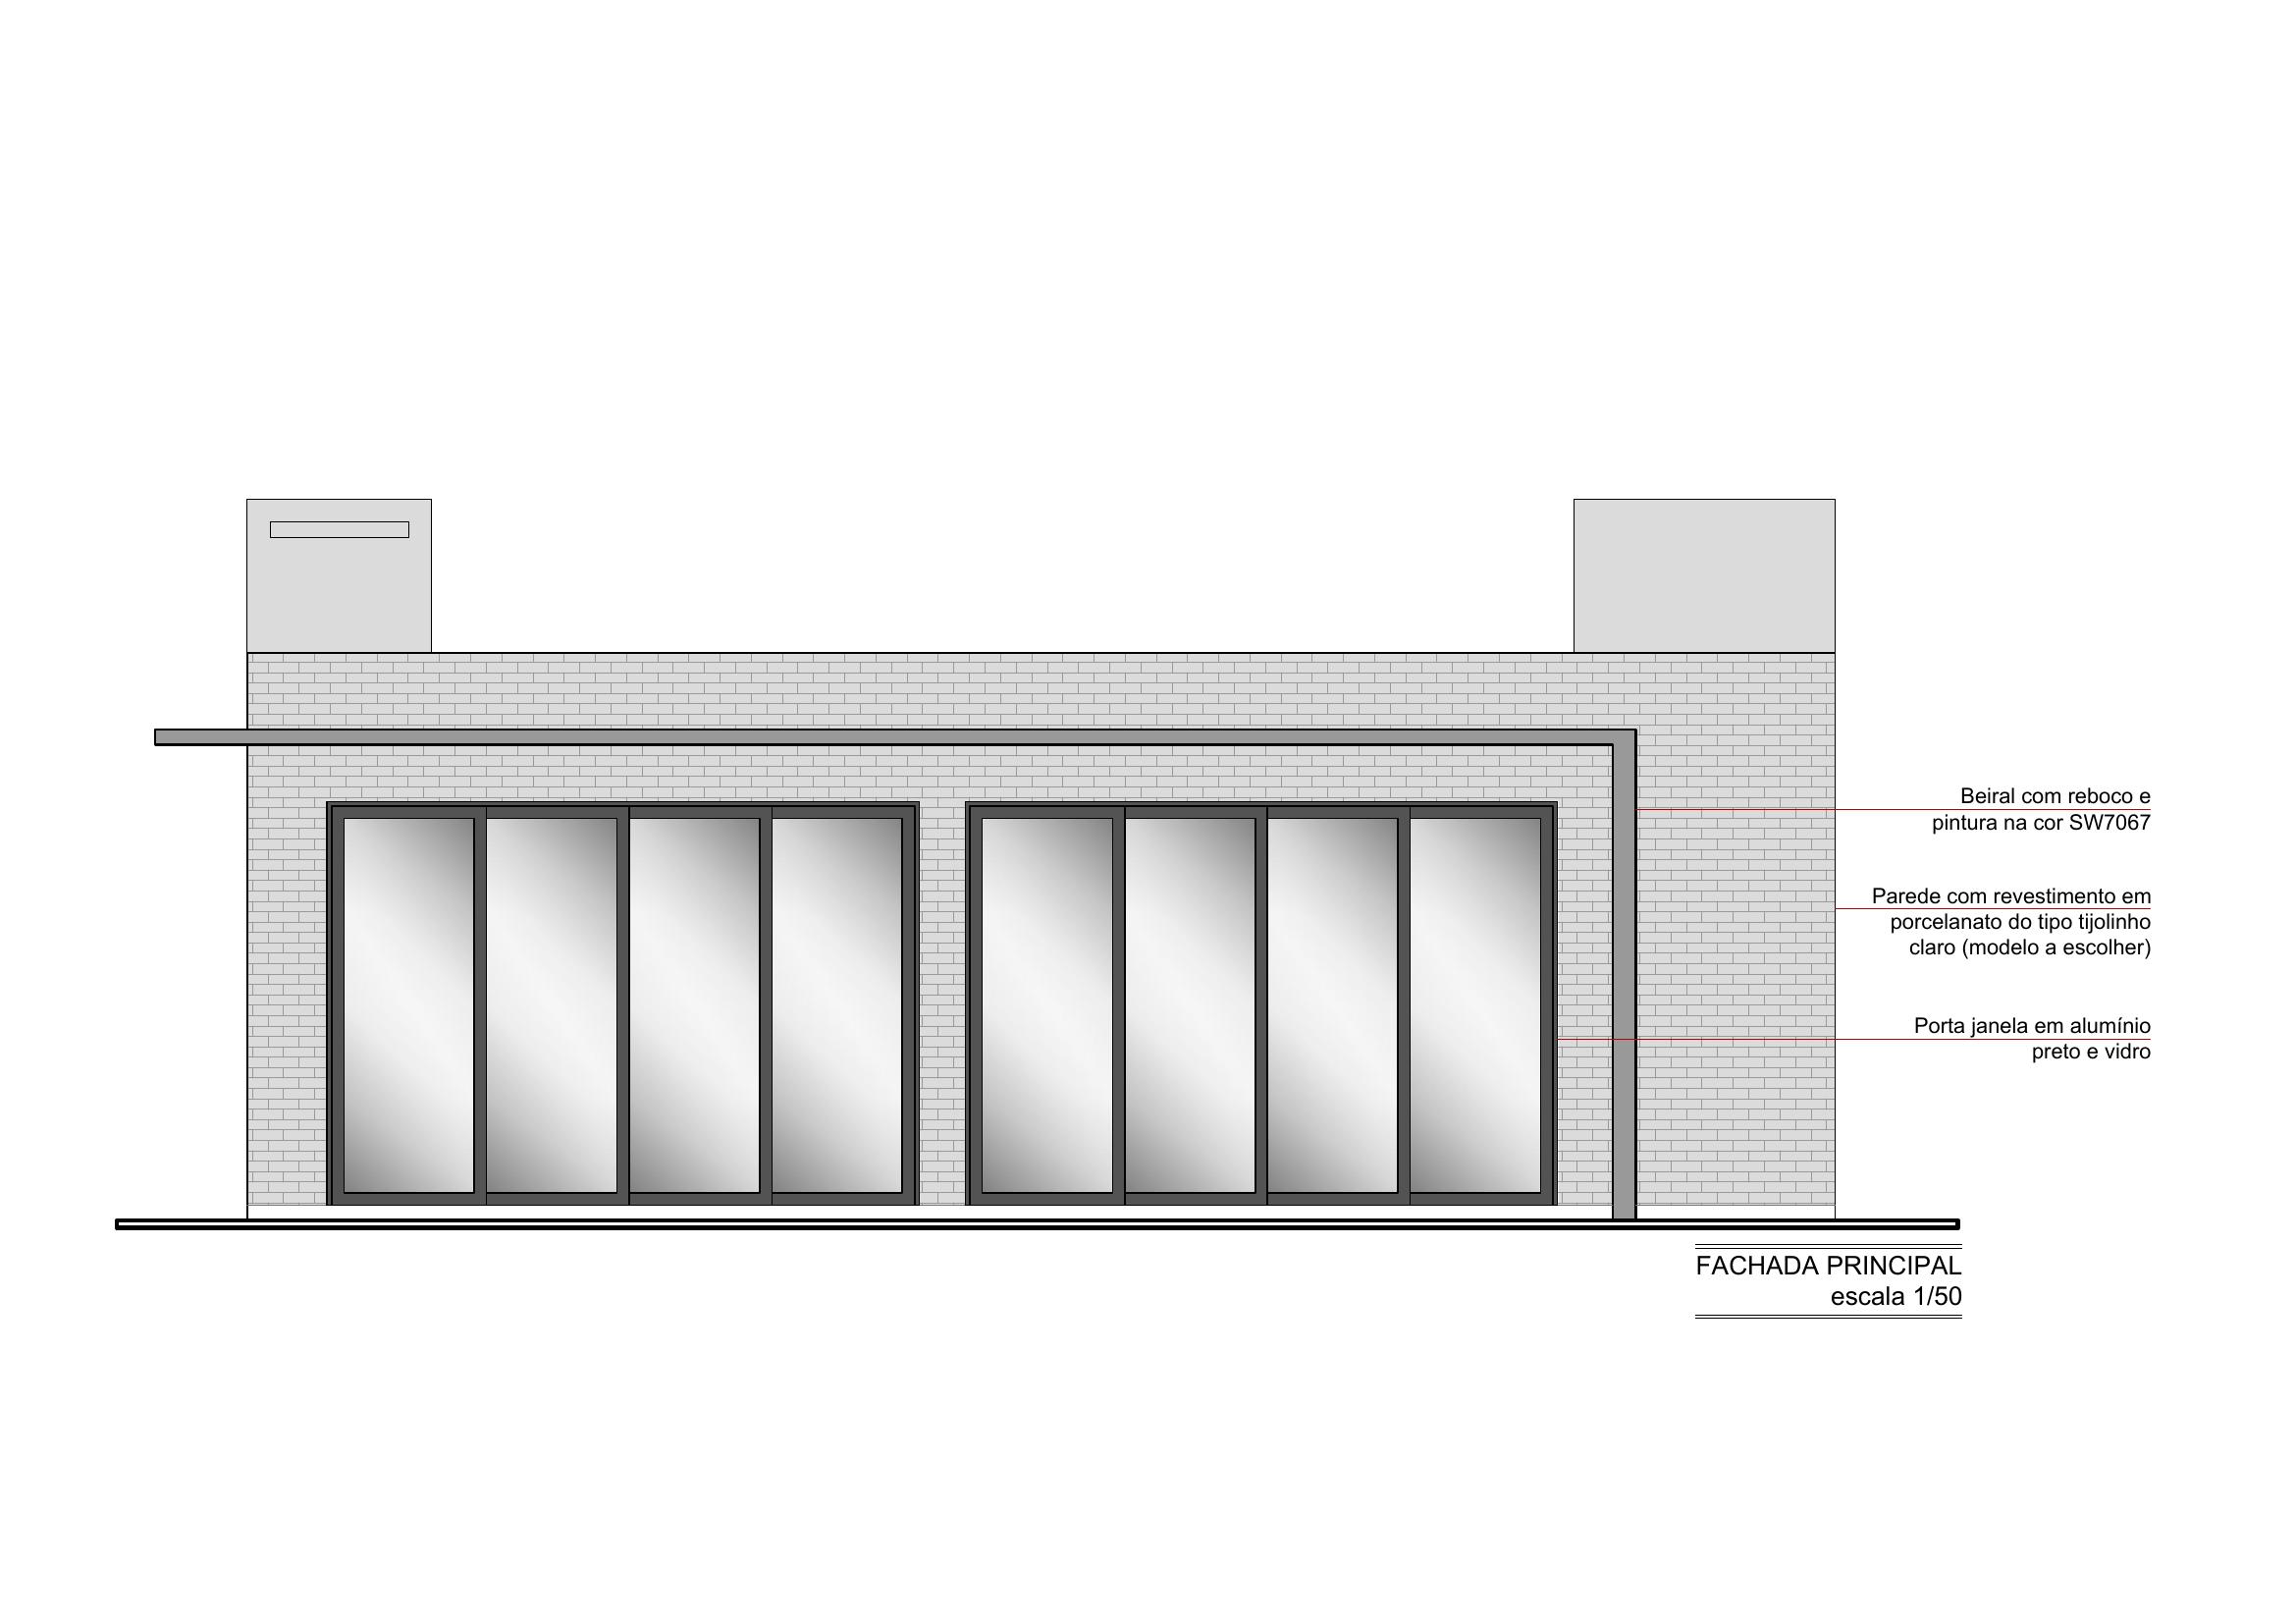 Beiral com reboco e
pintura na cor SW7067
Parede com revestimento em
porcelanato do tipo tijolinho
claro (modelo a escolher)
Porta janela em alumínio
preto e vidro
FACHADA PRINCIPAL
escala 1/50